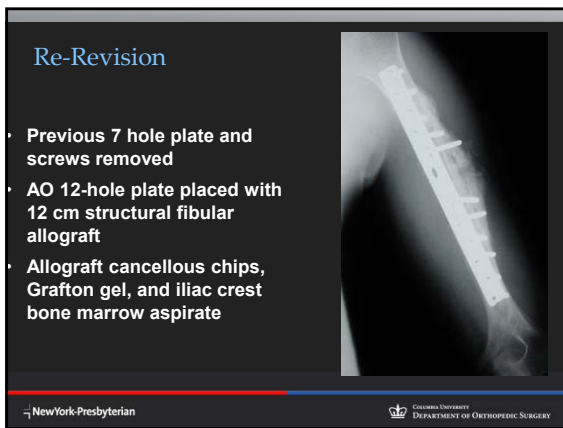 Re-Revision
• Previous 7 hole plate and
screws removed
• AO 12-hole plate placed with
12 cm structural fibular
allograft
• Allograft cancellous chips,
Grafton gel, and iliac crest
bone marrow aspirate
NewYork-Presbyterian
COLUMBIA UNIVERSITY
DEPARTMENT OF ORTHOPEDIC SURGERY